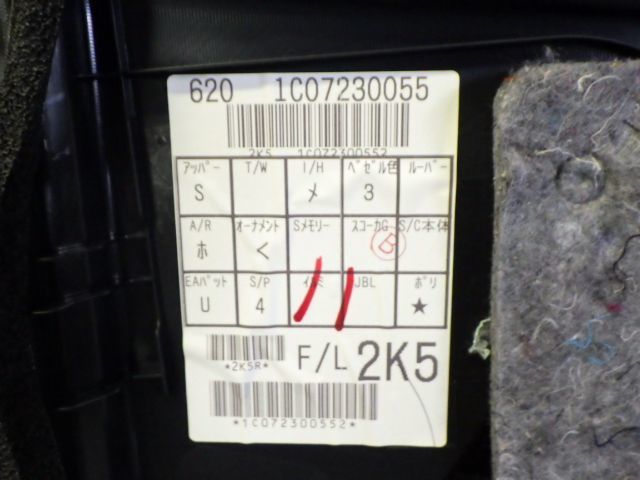 620 1C07230055
2K5 1C072300552
アッパー T/W I/H ベゼル色 ルーバー
S メ 3
A/R オーナメント Sメモリー スコーカG S/C本体
ホ く B
EAパット S/P イルミ JBL ポリ
U 4 ★
*2K5R* F/L 2K5
*1C072300552*